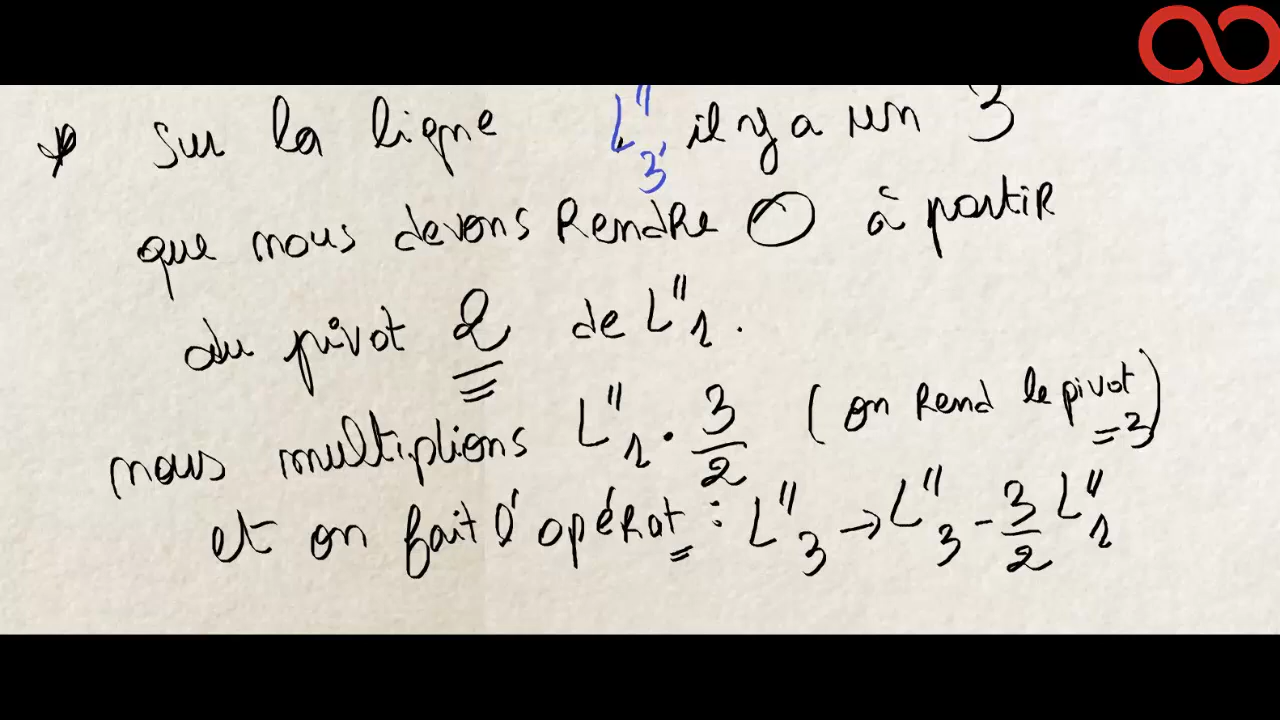 * Sur la ligne L''3 il y a un 3
que nous devons Rendre 0 à partir
du pivot 2 de L''1.
nous multiplions L''1 · 3/2 (on rend le pivot = 3)
et on fait l'opérat= : L''3 → L''3 - 3/2 L''1